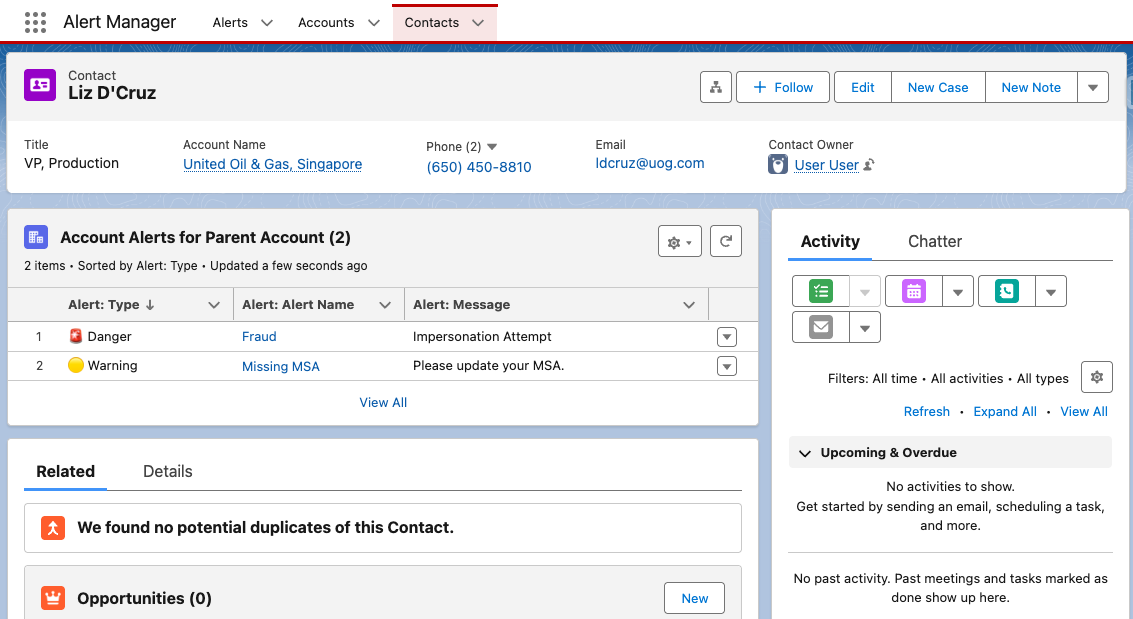 Alert Manager
Alerts
Accounts
Contacts
Contact
Liz D'Cruz
Follow
Edit
New Case
New Note
Title
VP, Production
Account Name
United Oil & Gas, Singapore
Phone (2)
(650) 450-8810
Email
ldcruz@uog.com
Contact Owner
User User
Account Alerts for Parent Account (2)
2 items • Sorted by Alert: Type • Updated a few seconds ago
Alert: Type ↓ Alert: Alert Name Alert: Message
1 Danger Fraud Impersonation Attempt
2 Warning Missing MSA Please update your MSA.
View All
Related
Details
We found no potential duplicates of this Contact.
Opportunities (0)
New
Activity
Chatter
Filters: All time • All activities • All types
Refresh • Expand All • View All
Upcoming & Overdue
No activities to show.
Get started by sending an email, scheduling a task,
and more.
No past activity. Past meetings and tasks marked as
done show up here.